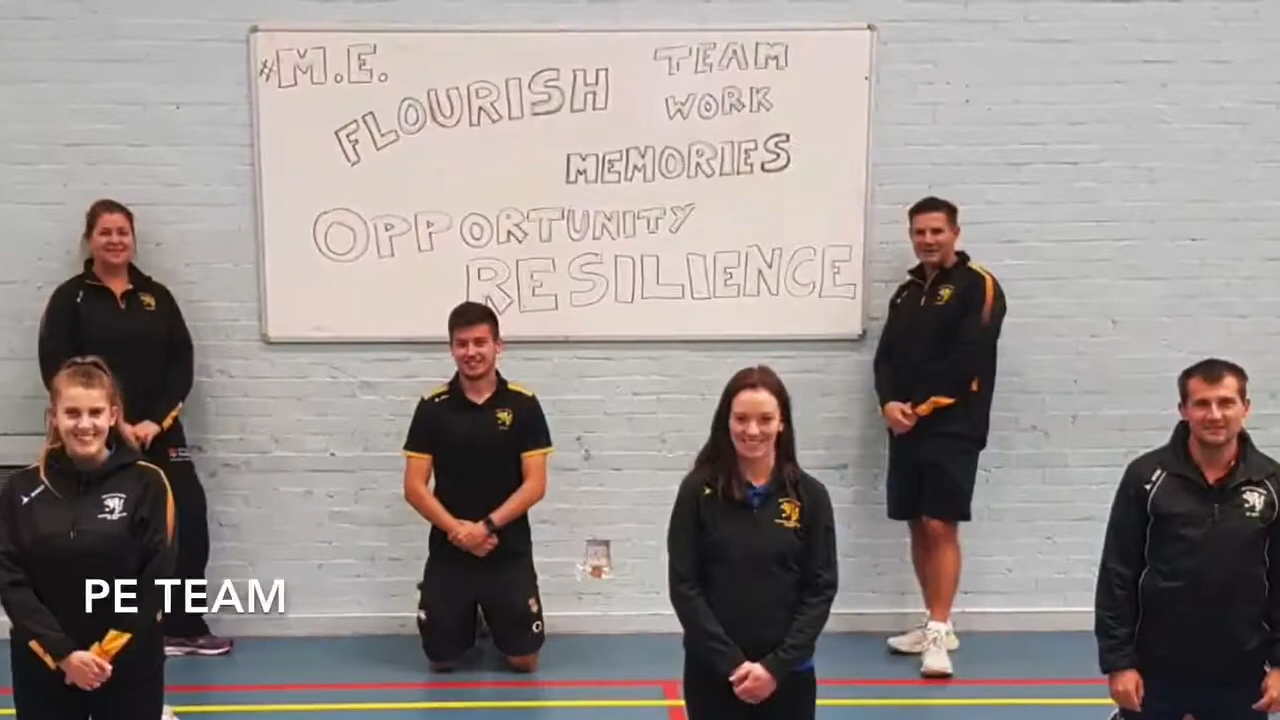 #M.E.
FLOURISH
TEAM
WORK
MEMORIES
OPPORTUNITY
RESILIENCE
PE TEAM